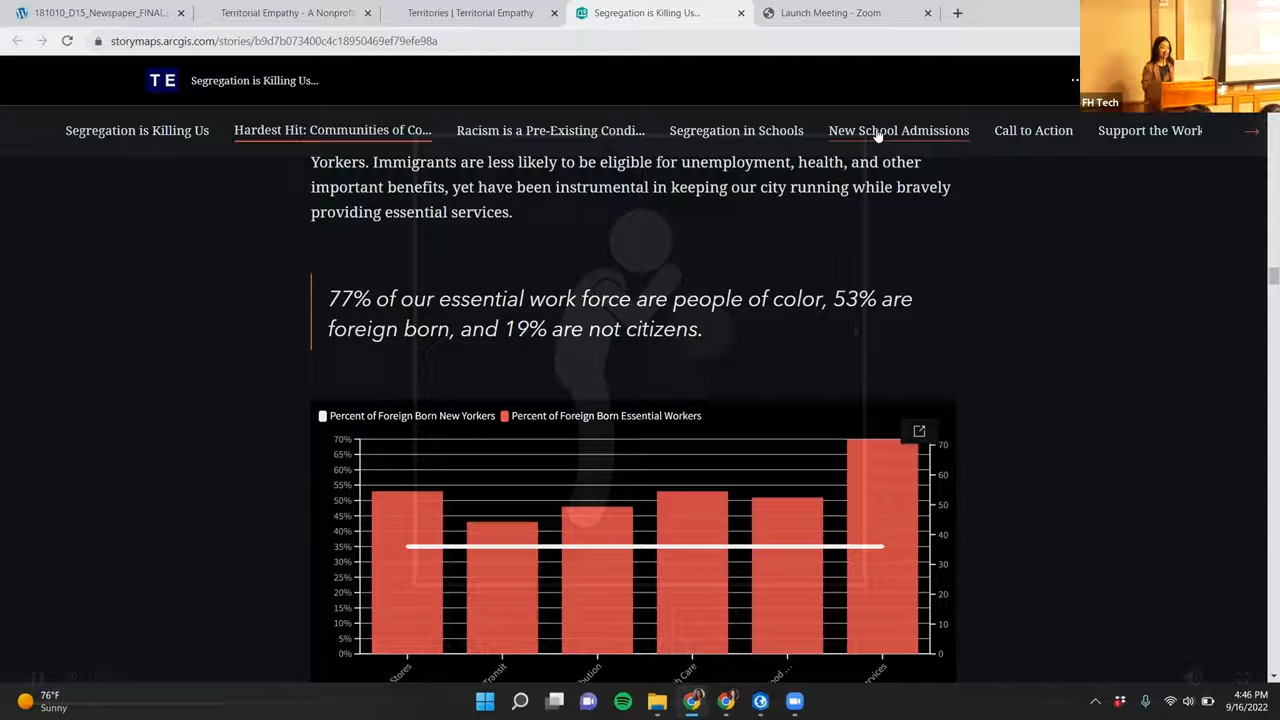 181010_D15_Newspaper_FINAL
Territorial Empathy - A Nonprofi
Territories | Territorial Empathy
Segregation is Killing Us...
Launch Meeting - Zoom
storymaps.arcgis.com/stories/b9d7b073400c4c18950469ef79efe98a
TE
Segregation is Killing Us...
FH Tech
Segregation is Killing Us
Hardest Hit: Communities of Co...
Racism is a Pre-Existing Condi...
Segregation in Schools
New School Admissions
Call to Action
Support the Work
Yorkers. Immigrants are less likely to be eligible for unemployment, health, and other
important benefits, yet have been instrumental in keeping our city running while bravely
providing essential services.
77% of our essential work force are people of color, 53% are
foreign born, and 19% are not citizens.
Percent of Foreign Born New Yorkers
Percent of Foreign Born Essential Workers
70%
65%
60%
55%
50%
45%
40%
35%
30%
25%
20%
15%
10%
5%
0%
70
60
50
40
30
20
10
0
Stores
Transit
bution
Care
ood ...
ervices
76°F
Sunny
4:46 PM
9/16/2022